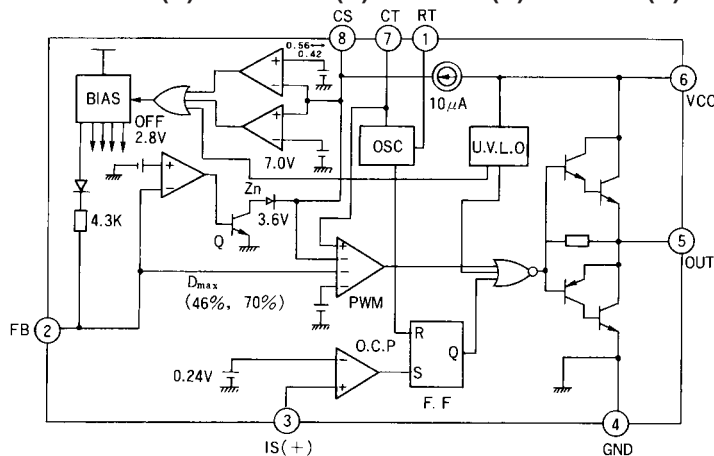 CS CT RT
8 7 1
0.56
0.42
10μA
6
VCC
BIAS
OFF
2.8V
7.0V
OSC
U.V.L.O
Zn
3.6V
4.3K
Q
5
OUT
Dmax
(46%, 70%)
PWM
FB
2
O.C.P
R
Q
S
F. F
0.24V
3
IS(+)
4
GND